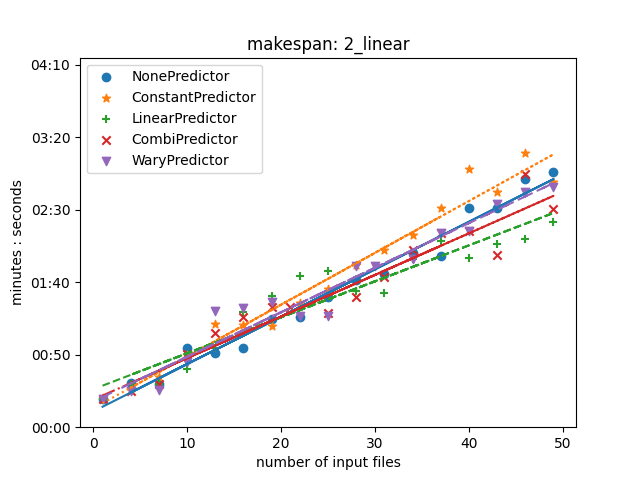 makespan: 2_linear
04:10
03:20
02:30
01:40
00:50
00:00
minutes : seconds
NonePredictor
ConstantPredictor
LinearPredictor
CombiPredictor
WaryPredictor
0 10 20 30 40 50
number of input files